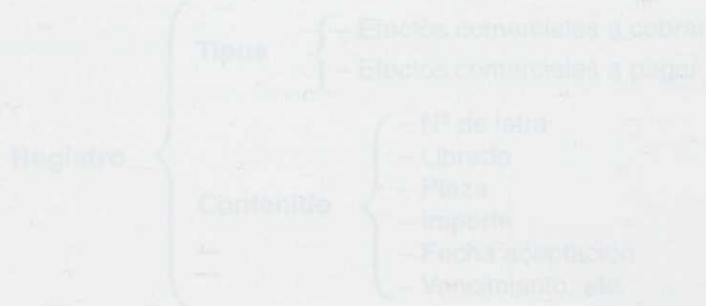 Tipos
– Efectos comerciales a cobrar
– Efectos comerciales a pagar
Registro
Contenido
– Nº de letra
– Librado
– Plaza
– Importe
– Fecha aceptación
– Vencimiento, etc.